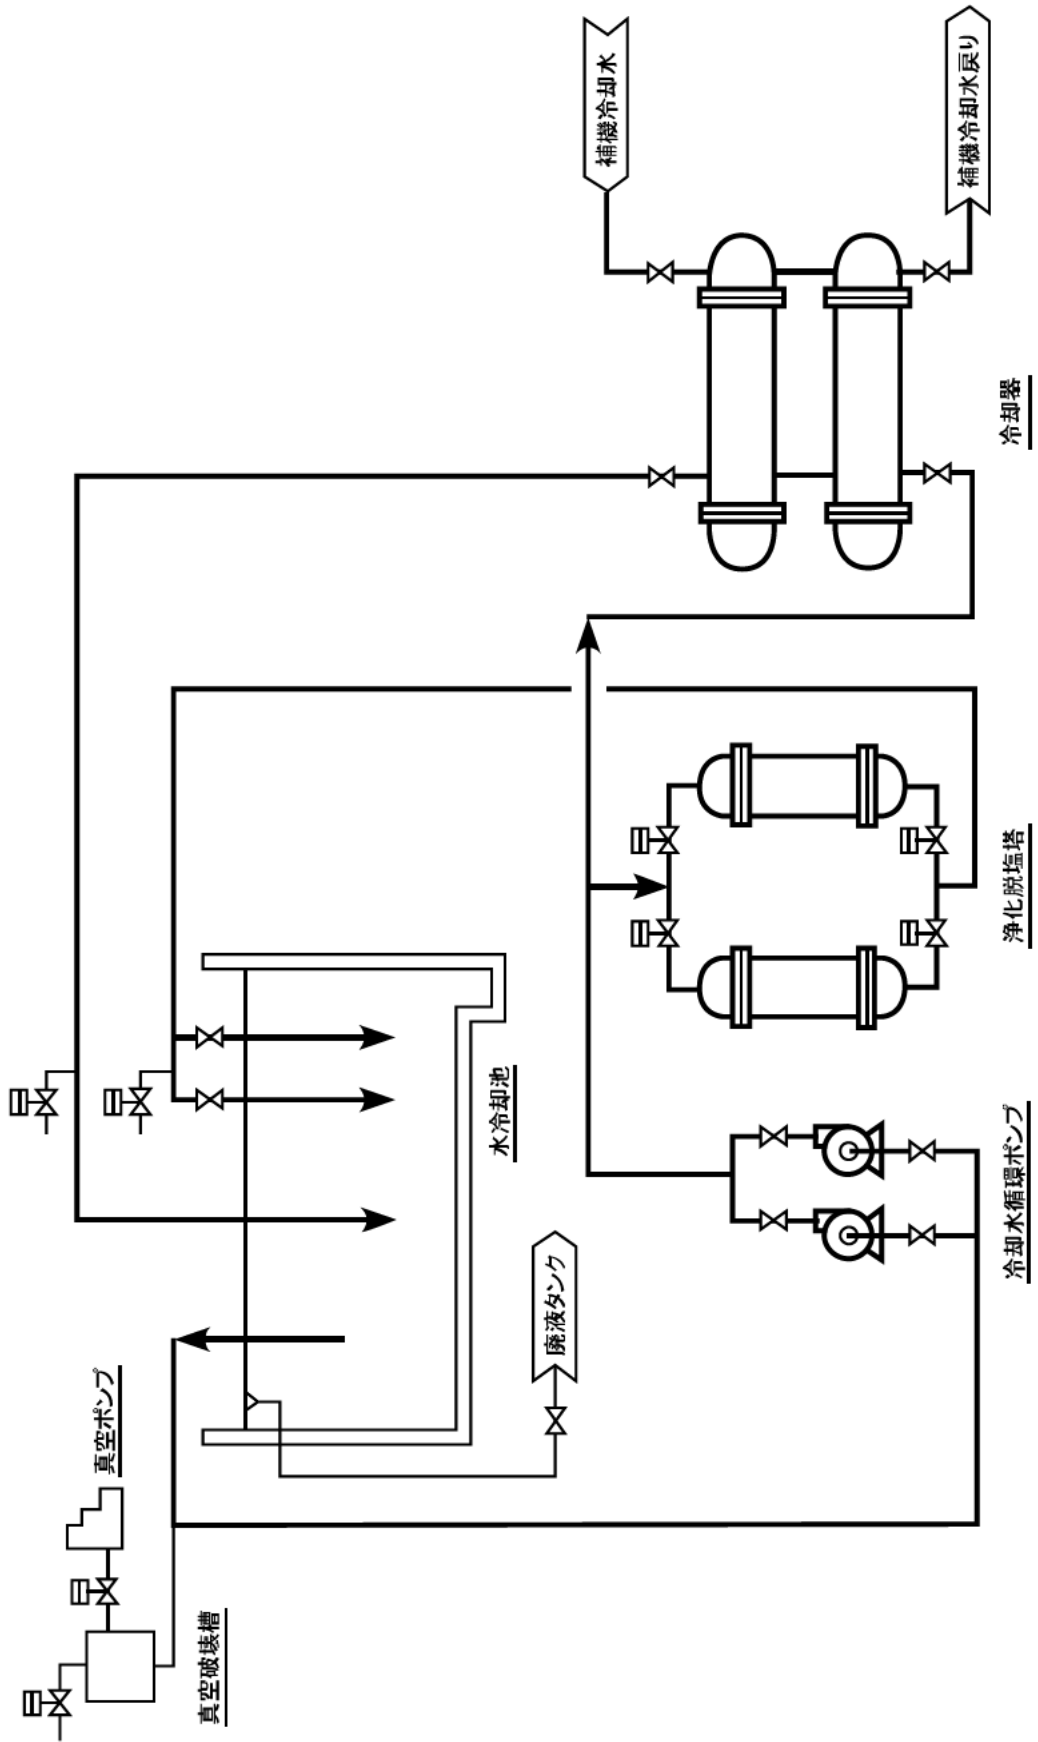 補機冷却水
補機冷却水戻り
冷却器
浄化脱塩塔
水冷却池
冷却水循環ポンプ
廃液タンク
真空ポンプ
真空破壊槽